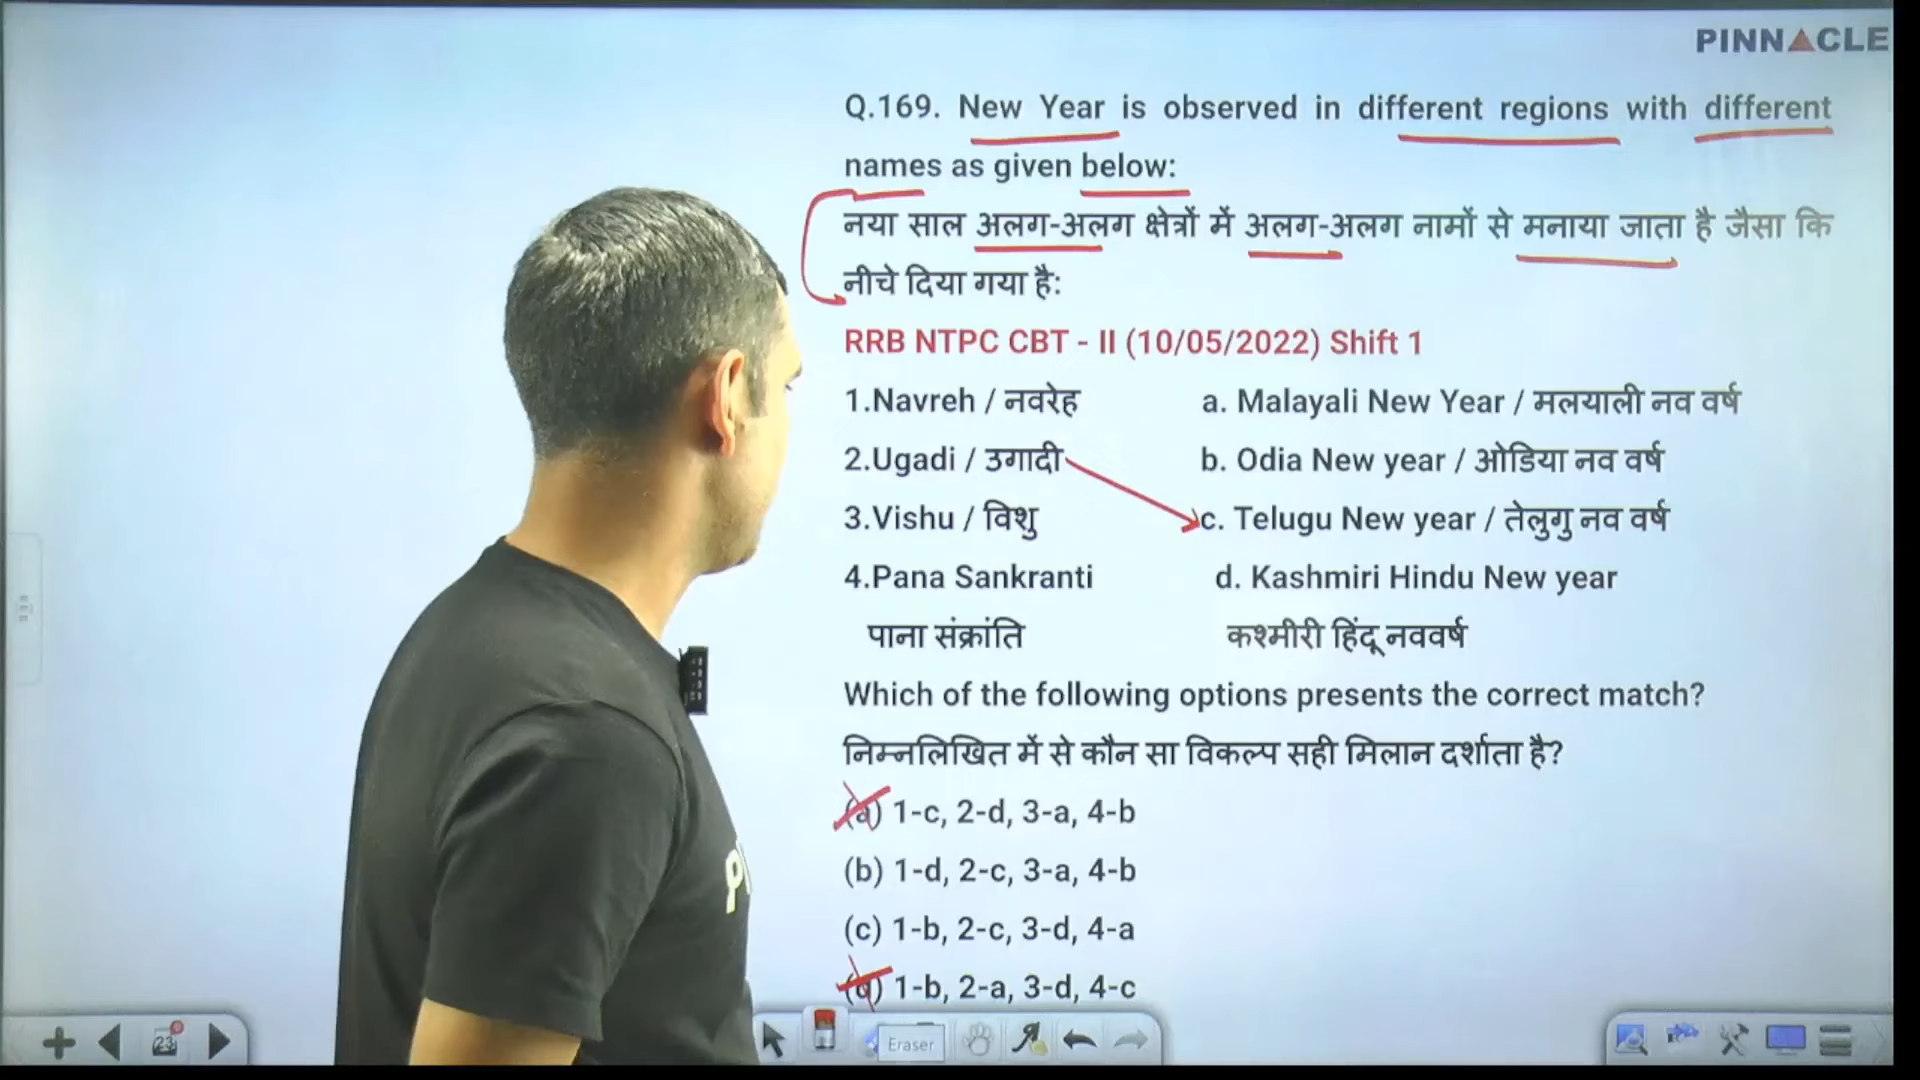 PINNACLE
Q.169. New Year is observed in different regions with different
names as given below:
नया साल अलग-अलग क्षेत्रों में अलग-अलग नामों से मनाया जाता है जैसा कि
नीचे दिया गया है:
RRB NTPC CBT - II (10/05/2022) Shift 1
1.Navreh / नवरेह a. Malayali New Year / मलयाली नव वर्ष
2.Ugadi / उगादी b. Odia New year / ओडिया नव वर्ष
3.Vishu / विशु c. Telugu New year / तेलुगु नव वर्ष
4.Pana Sankranti d. Kashmiri Hindu New year
पाना संक्रांति कश्मीरी हिंदू नववर्ष
Which of the following options presents the correct match?
निम्नलिखित में से कौन सा विकल्प सही मिलान दर्शाता है?
(a) 1-c, 2-d, 3-a, 4-b
(b) 1-d, 2-c, 3-a, 4-b
(c) 1-b, 2-c, 3-d, 4-a
(d) 1-b, 2-a, 3-d, 4-c
23
Eraser